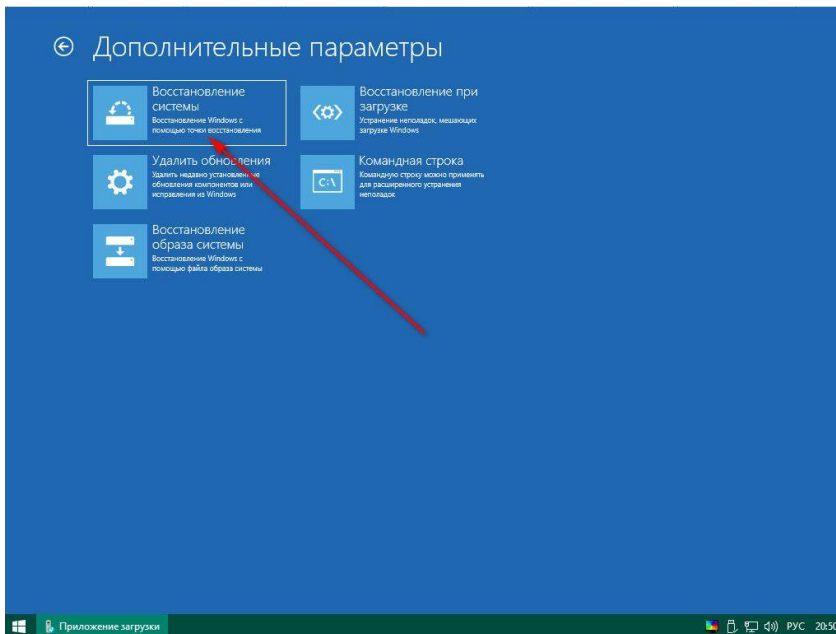 Дополнительные параметры
Восстановление
системы
Восстановление Windows с
помощью точки восстановления
Восстановление при
загрузке
Устранение неполадок, мешающих
загрузке Windows
Удалить обновления
Удалить недавно установленные
обновления компонентов или
исправления из Windows
Командная строка
Командную строку можно применять
для расширенного устранения
неполадок
C:\
Восстановление
образа системы
Восстановление Windows с
помощью файла образа системы
Приложение загрузки
РУС 20:50